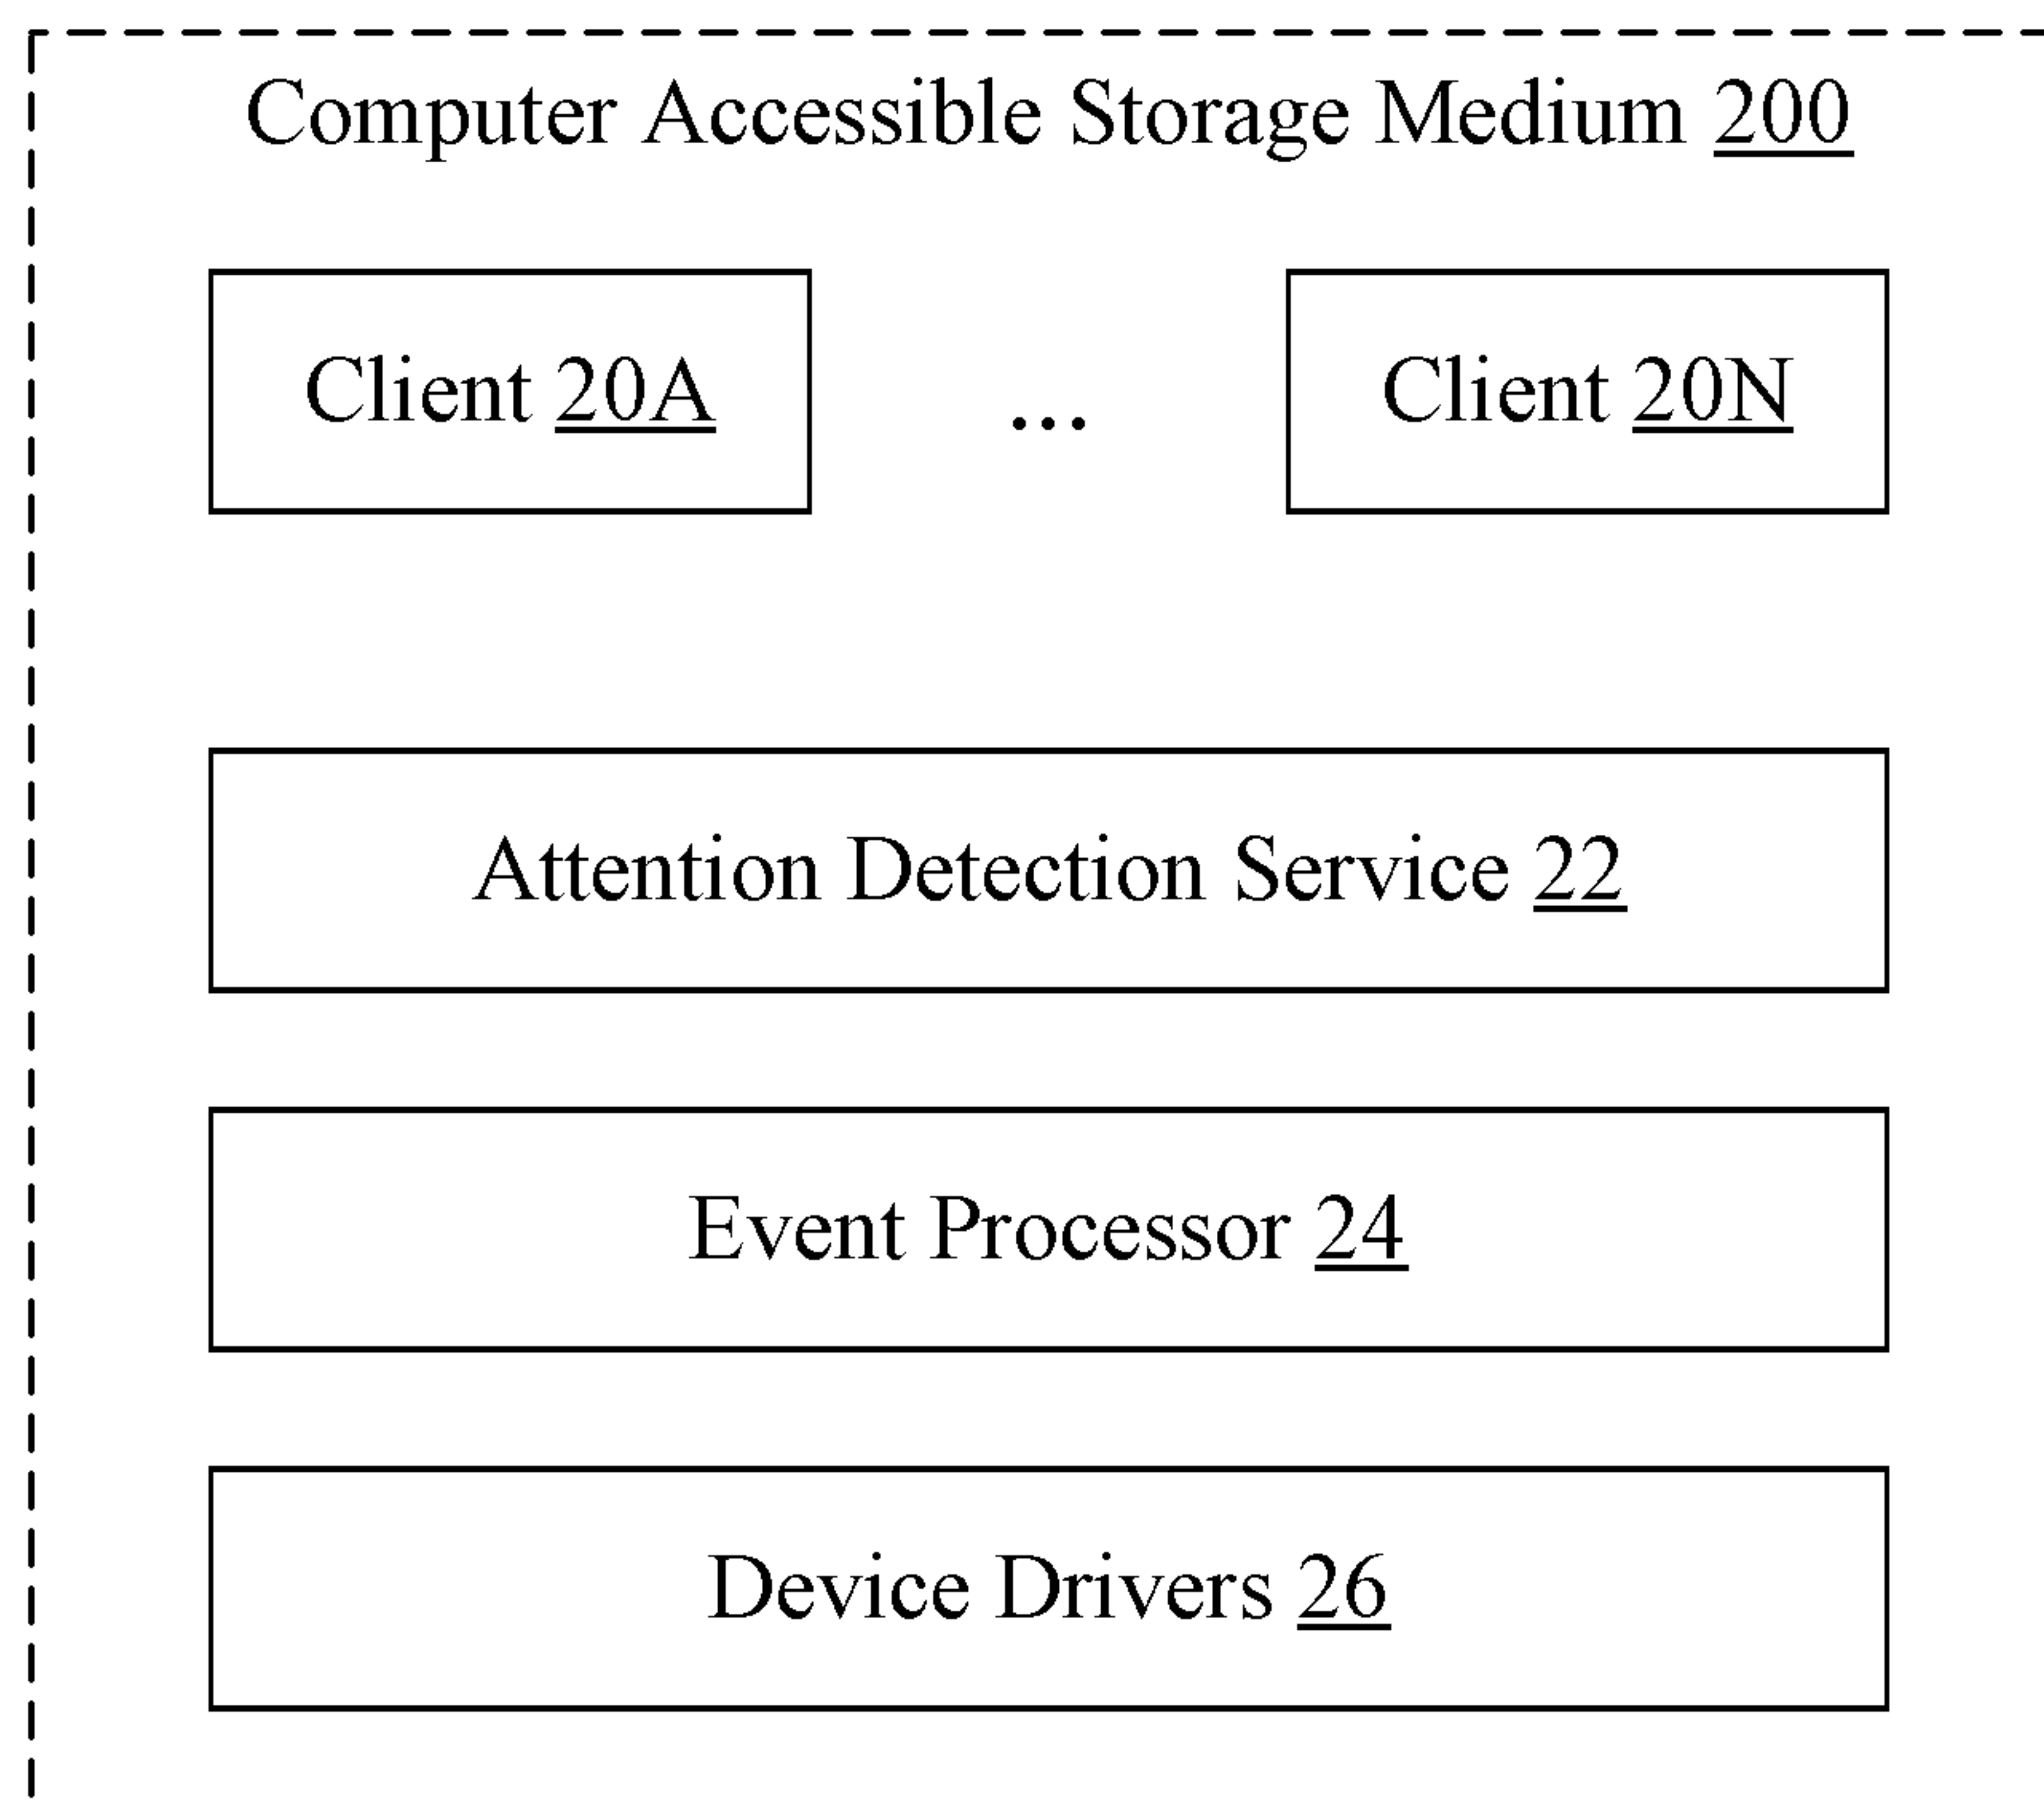 Computer Accessible Storage Medium 200
Client 20A ... Client 20N
Attention Detection Service 22
Event Processor 24
Device Drivers 26